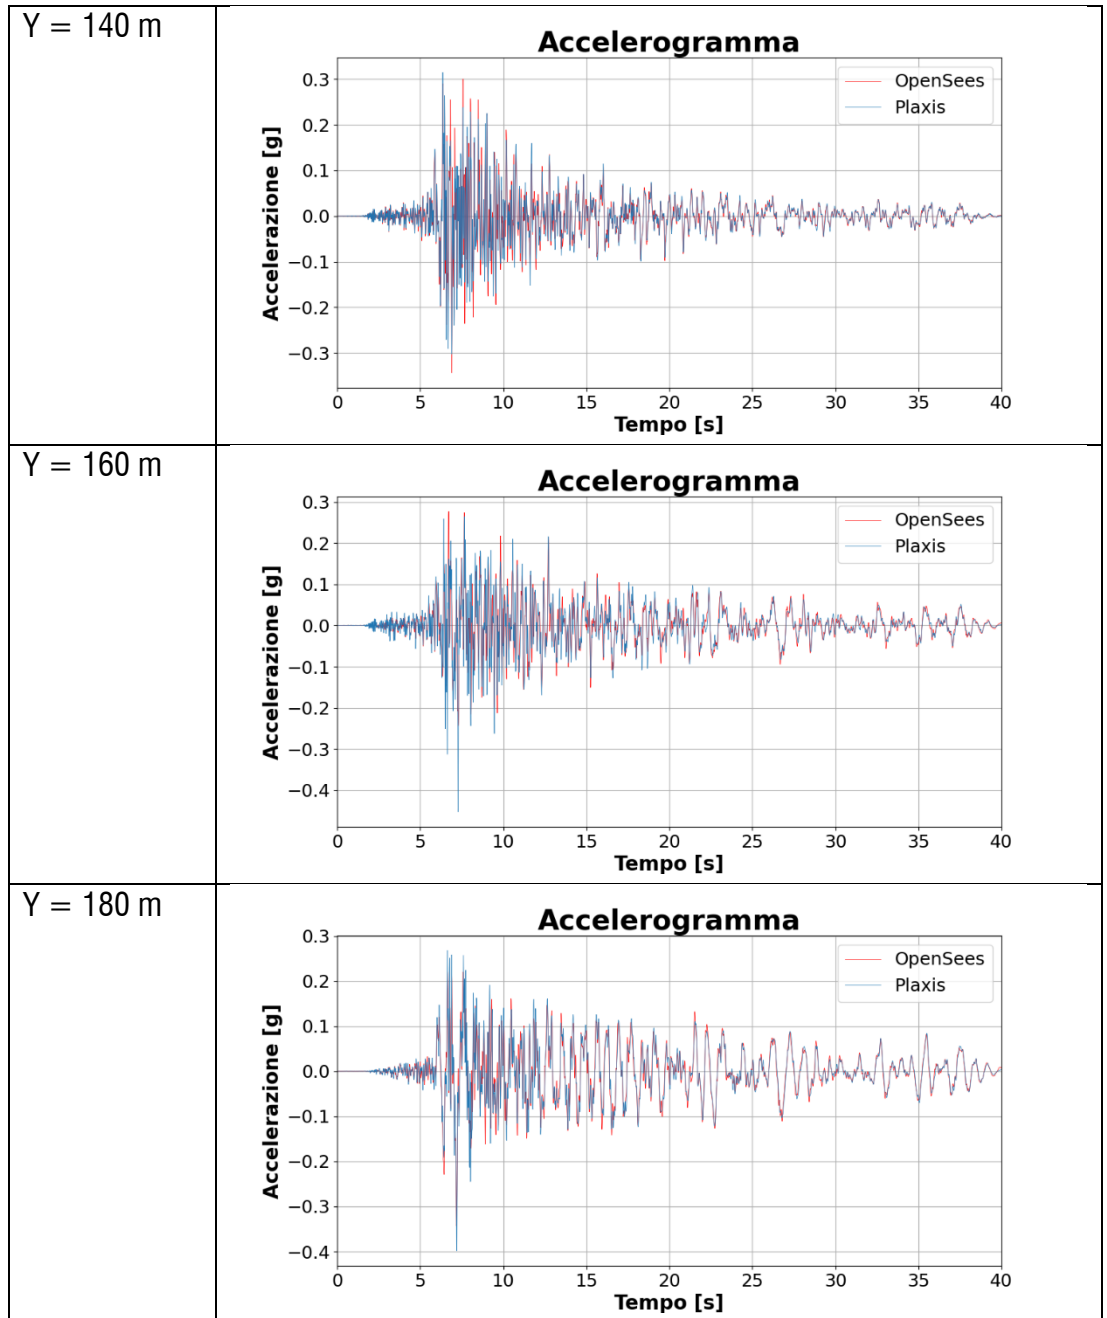 Y = 140 m
Accelerogramma
Accelerazione [g]
0.3
0.2
0.1
0.0
−0.1
−0.2
−0.3
OpenSees
Plaxis
0 5 10 15 20 25 30 35 40
Tempo [s]
Y = 160 m
Accelerogramma
Accelerazione [g]
0.3
0.2
0.1
0.0
−0.1
−0.2
−0.3
−0.4
OpenSees
Plaxis
0 5 10 15 20 25 30 35 40
Tempo [s]
Y = 180 m
Accelerogramma
Accelerazione [g]
0.3
0.2
0.1
0.0
−0.1
−0.2
−0.3
−0.4
OpenSees
Plaxis
0 5 10 15 20 25 30 35 40
Tempo [s]